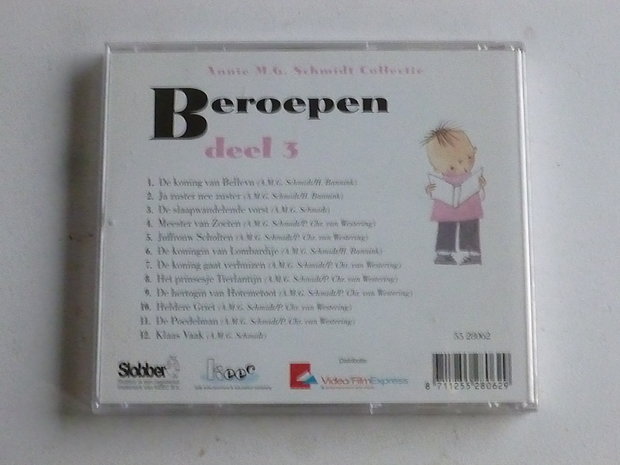 Annie M.G. Schmidt Collectie
Beroepen
deel 3
1. De koning van Bellevu (A.M.G. Schmidt/H. Bannink)
2. Ja zuster nee zuster (A.M.G. Schmidt/H. Bannink)
3. De slaapwandelende vorst (A.M.G. Schmidt)
4. Meester van Zoeten (A.M.G. Schmidt/P. Chr. van Westering)
5. Juffrouw Scholten (A.M.G. Schmidt/P. Chr. van Westering)
6. De koningin van Lombardije (A.M.G. Schmidt/H. Bannink)
7. De koning gaat verhuizen (A.M.G. Schmidt/P. Chr. van Westering)
8. Het prinsesje Tierlantijn (A.M.G. Schmidt/P. Chr. van Westering)
9. De hertogin van Hotemetoot (A.M.G. Schmidt/P. Chr. van Westering)
10. Heldere Griet (A.M.G. Schmidt/P. Chr. van Westering)
11. De Poedelman (A.M.G. Schmidt/P. Chr. van Westering)
12. Klaas Vaak (A.M.G. Schmidt)
55 28062
Slobber
Distributie
Video/FilmExpress
8 711255 280629